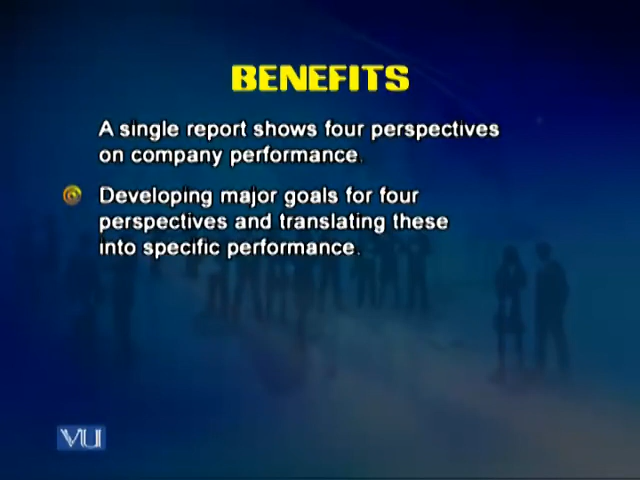 BENEFITS
A single report shows four perspectives
on company performance.
Developing major goals for four
perspectives and translating these
into specific performance.
VU